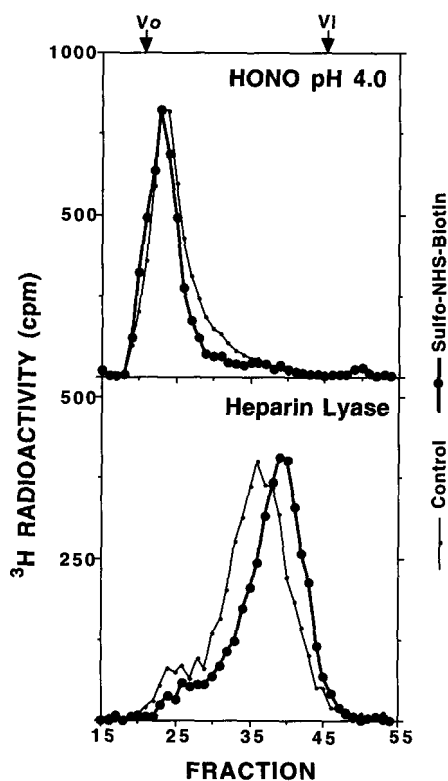 Vo Vl
1000
HONO pH 4.0
500
500
Heparin Lyase
250
15 25 35 45 55
FRACTION
³H RADIOACTIVITY (cpm)
Control Sulfo-NHS-Biotin